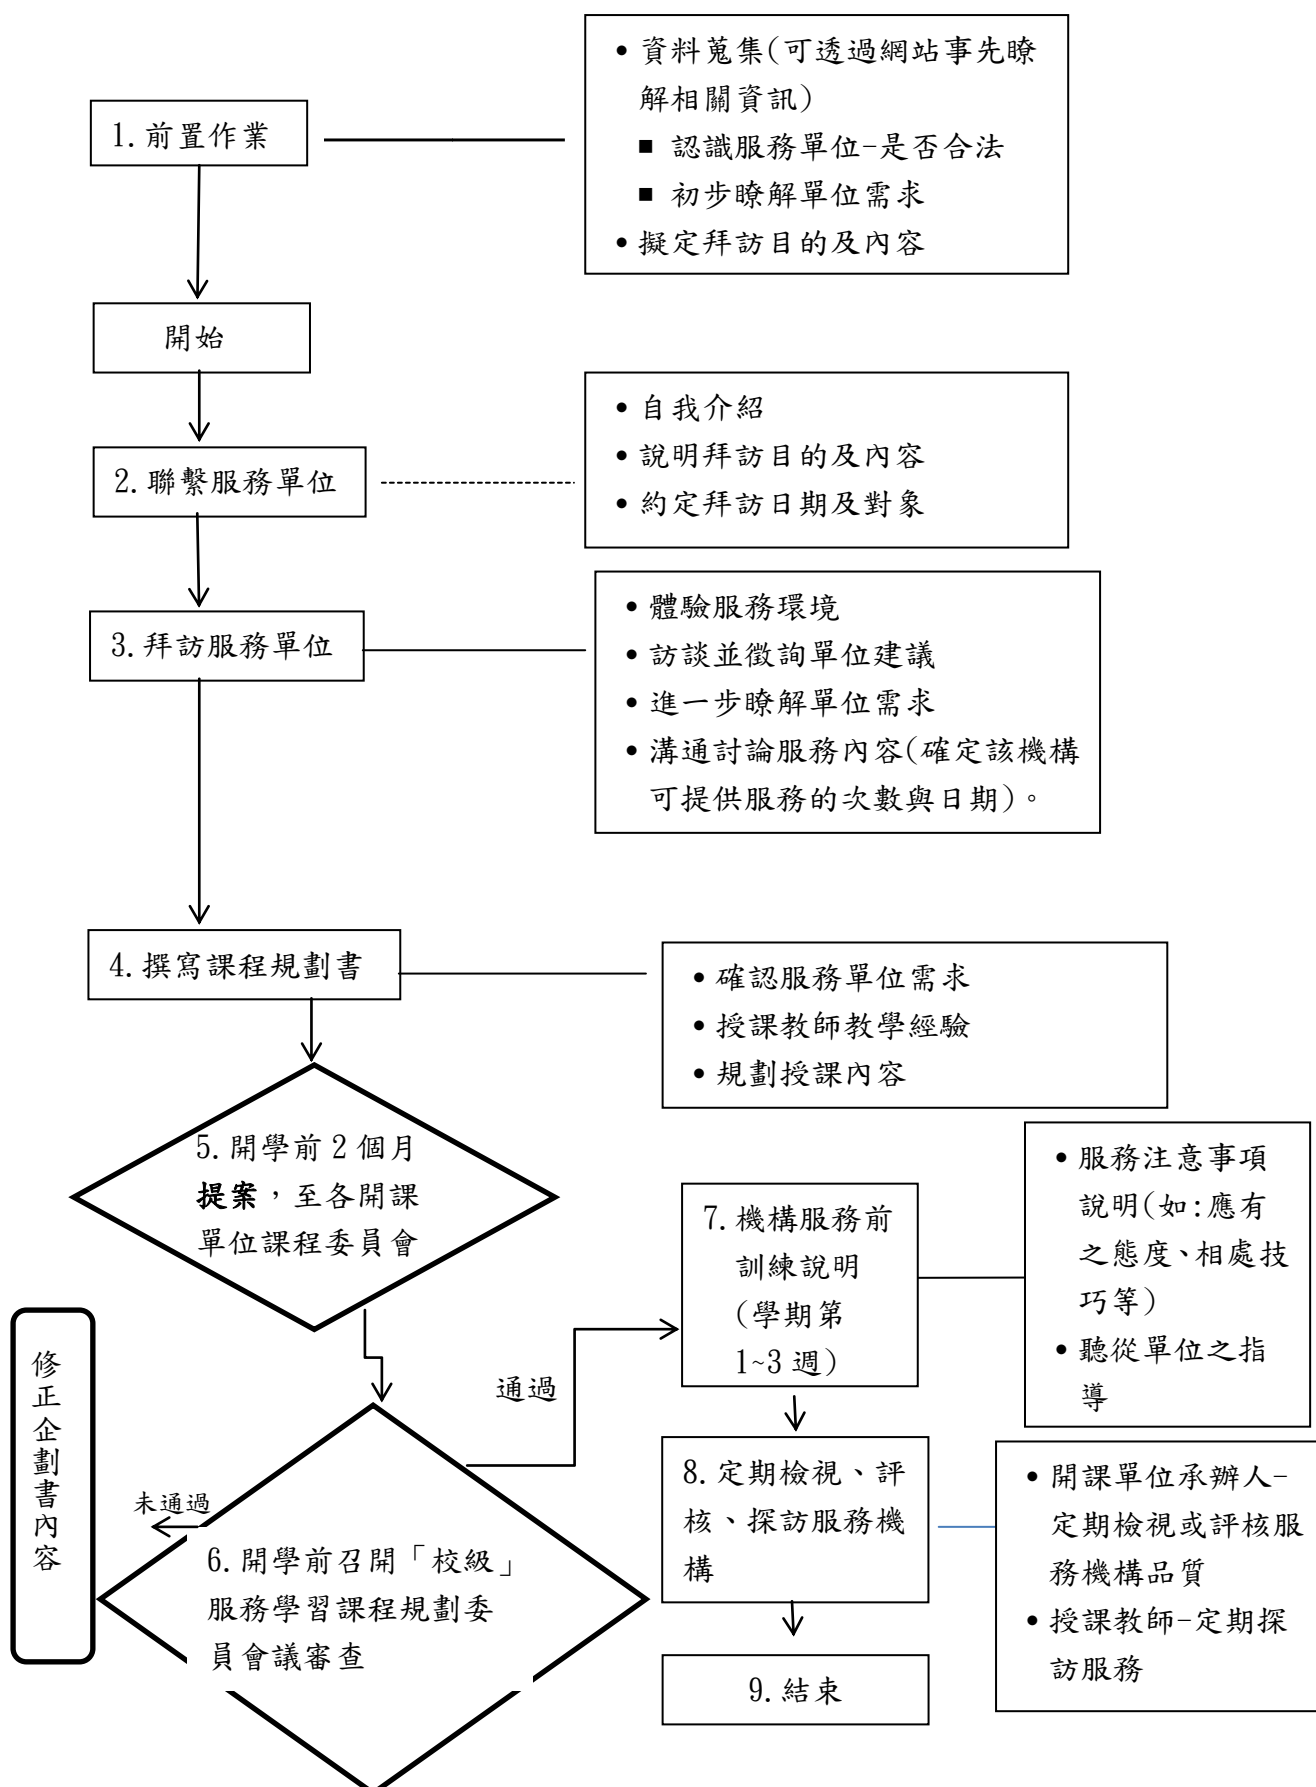 1.前置作業
•資料蒐集(可透過網站事先瞭
解相關資訊)
■ 認識服務單位-是否合法
■ 初步瞭解單位需求
•擬定拜訪目的及內容
開始
2.聯繫服務單位
•自我介紹
•說明拜訪目的及內容
•約定拜訪日期及對象
3.拜訪服務單位
•體驗服務環境
•訪談並徵詢單位建議
•進一步瞭解單位需求
•溝通討論服務內容(確定該機構
可提供服務的次數與日期)。
4.撰寫課程規劃書
•確認服務單位需求
•授課教師教學經驗
•規劃授課內容
5.開學前 2 個月
提案，至各開課
單位課程委員會
7.機構服務前
訓練說明
(學期第
1~3 週)
•服務注意事項
說明(如:應有
之態度、相處技
巧等)
•聽從單位之指
導
通過
未通過
修正企劃書內容
6.開學前召開「校級」
服務學習課程規劃委
員會議審查
8.定期檢視、評
核、探訪服務機
構
•開課單位承辦人-
定期檢視或評核服
務機構品質
•授課教師-定期探
訪服務
9.結束